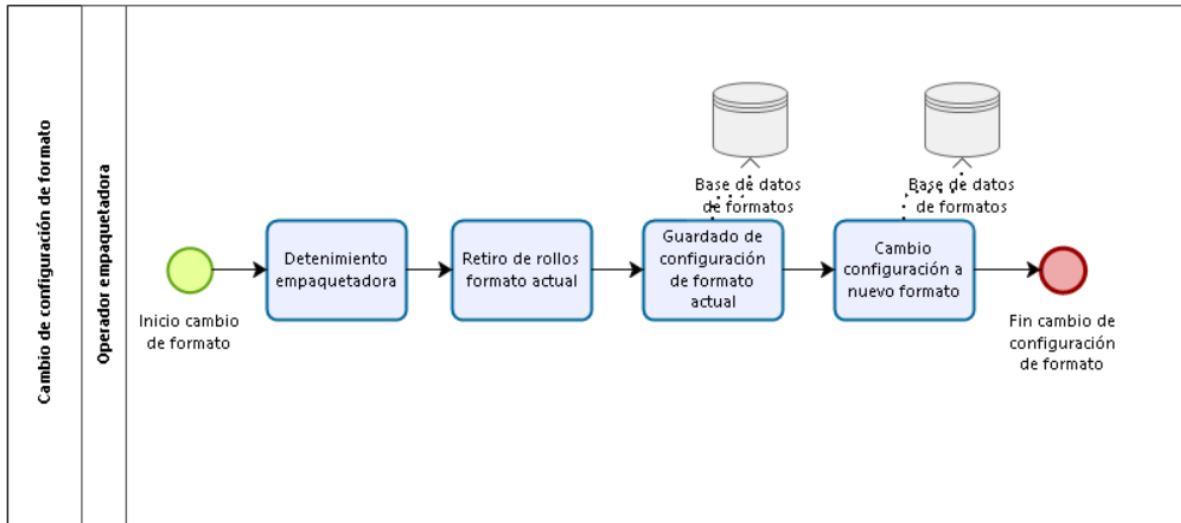 Cambio de configuración de formato
Operador empaquetadora
Inicio cambio
de formato
Detenimiento
empaquetadora
Retiro de rollos
formato actual
Base de datos
de formatos
Guardado de
configuración
de formato
actual
Base de datos
de formatos
Cambio
configuración a
nuevo formato
Fin cambio de
configuración
de formato